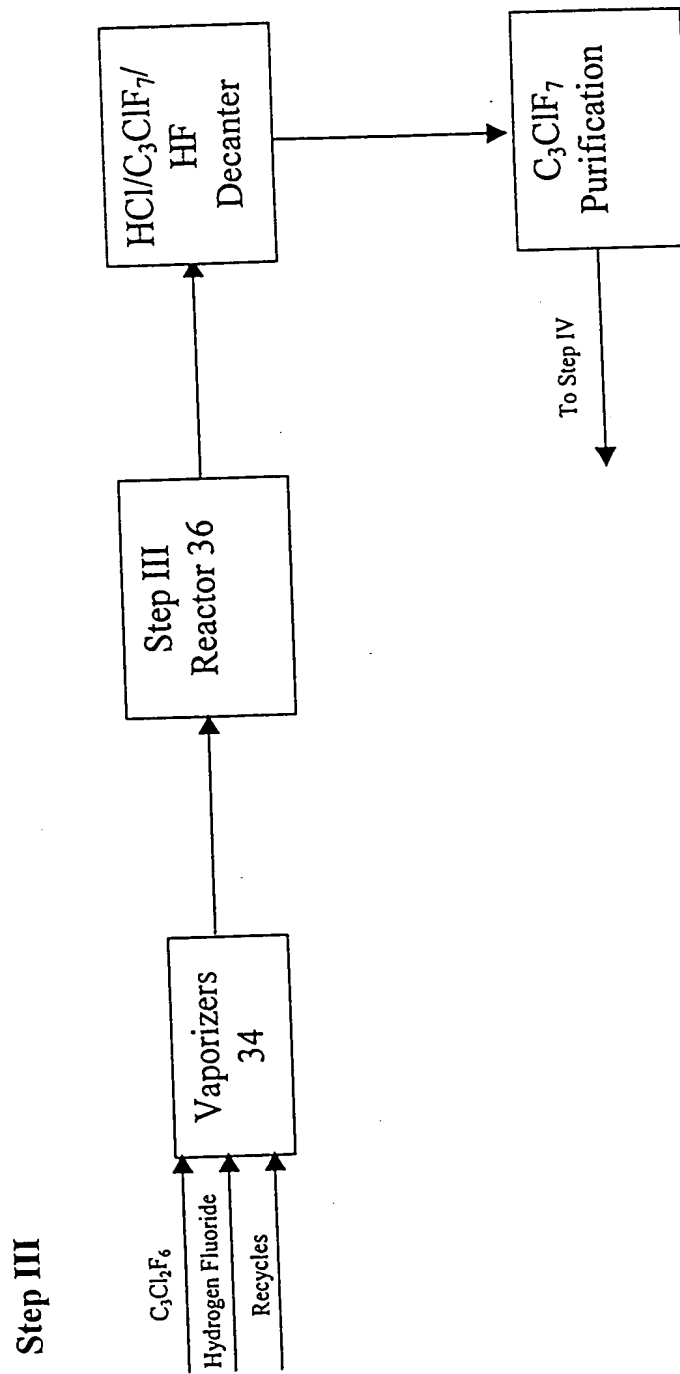 Step III
C₃Cl₂F₆
Hydrogen Fluoride
Recycles
Vaporizers
34
Step III
Reactor 36
HCl/C₃ClF₇/
HF
Decanter
C₃ClF₇
Purification
To Step IV